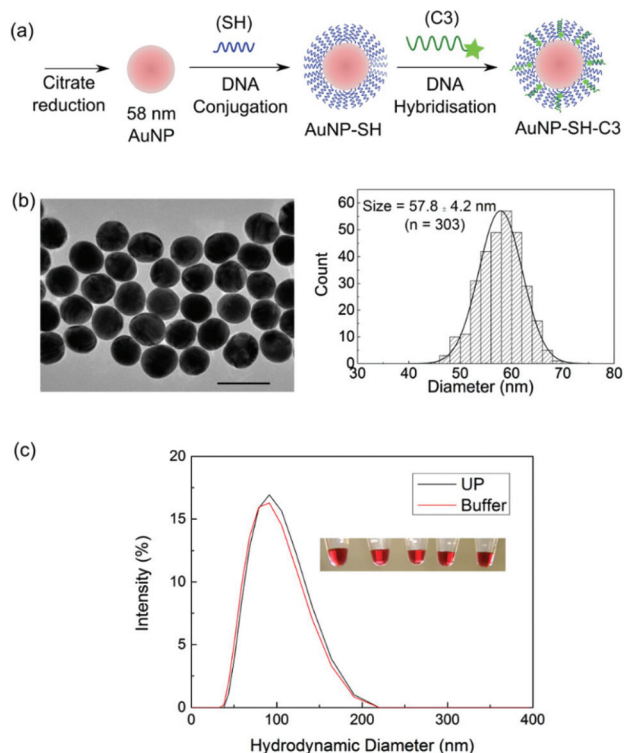 (a)
(SH)
(C3)
Citrate
reduction
58 nm
AuNP
DNA
Conjugation
AuNP-SH
DNA
Hybridisation
AuNP-SH-C3
(b)
Size = 57.8 ± 4.2 nm
(n = 303)
Count
60
50
40
30
20
10
0
30 40 50 60 70 80
Diameter (nm)
(c)
Intensity (%)
20
15
10
5
0
UP
Buffer
0 100 200 300 400
Hydrodynamic Diameter (nm)